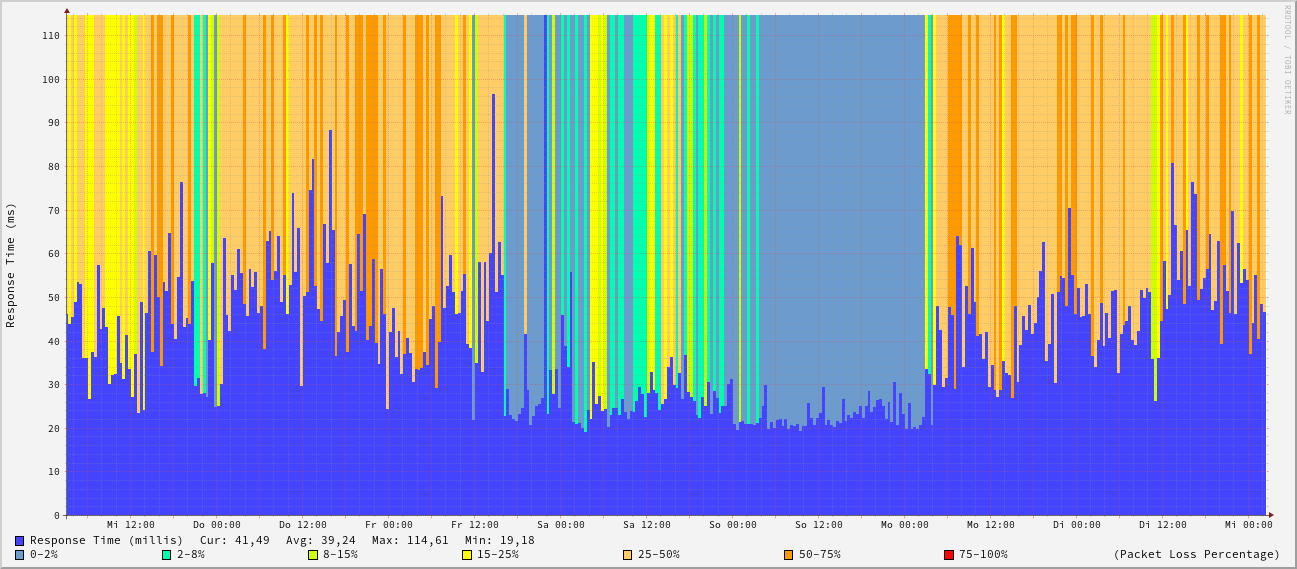 RRDTOOL / TOBI OETIKER
Response Time (ms)
110
100
90
80
70
60
50
40
30
20
10
0
Mi 12:00 Do 00:00 Do 12:00 Fr 00:00 Fr 12:00 Sa 00:00 Sa 12:00 So 00:00 So 12:00 Mo 00:00 Mo 12:00 Di 00:00 Di 12:00 Mi 00:00
Response Time (millis) Cur: 41,49 Avg: 39,24 Max: 114,61 Min: 19,18
0-2% 2-8% 8-15% 15-25% 25-50% 50-75% 75-100% (Packet Loss Percentage)